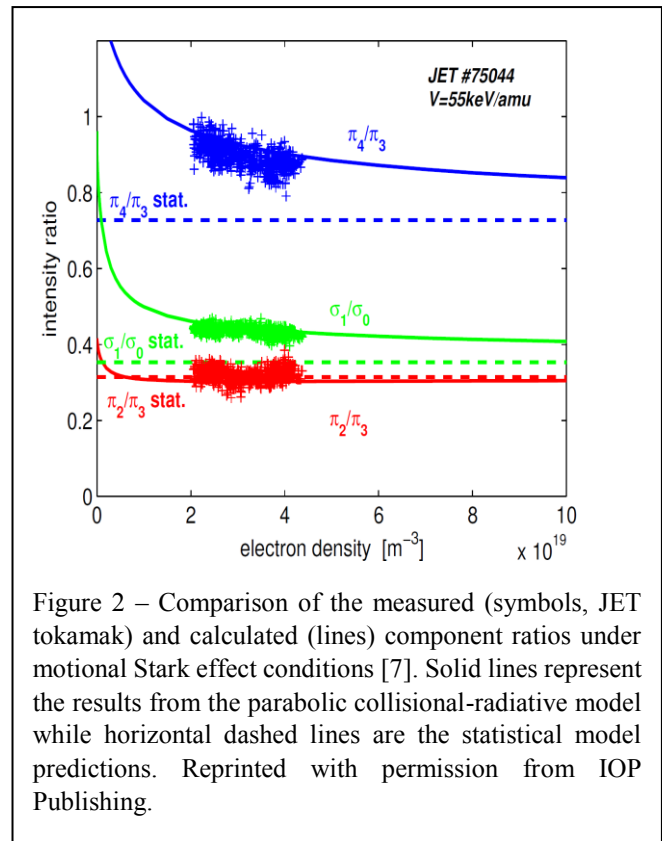 JET #75044
V=55keV/amu
1
π₄/π₃
0.8
π₄/π₃ stat.
intensity ratio
0.6
σ₁/σ₀
σ₁/σ₀ stat.
0.4
π₂/π₃ stat.
π₂/π₃
0.2
0
0 2 4 6 8 10
electron density [m⁻³] x 10¹⁹
Figure 2 – Comparison of the measured (symbols, JET
tokamak) and calculated (lines) component ratios under
motional Stark effect conditions [7]. Solid lines represent
the results from the parabolic collisional-radiative model
while horizontal dashed lines are the statistical model
predictions. Reprinted with permission from IOP
Publishing.